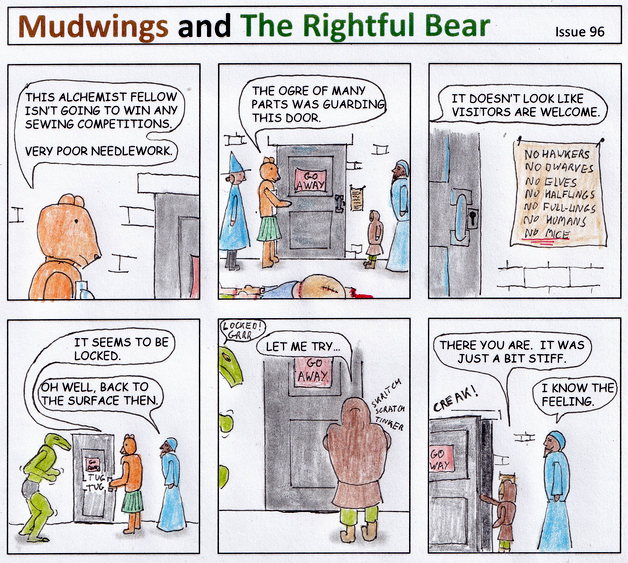 Mudwings and The Rightful Bear
Issue 96
THIS ALCHEMIST FELLOW
ISN'T GOING TO WIN ANY
SEWING COMPETITIONS.
VERY POOR NEEDLEWORK.
THE OGRE OF MANY
PARTS WAS GUARDING
THIS DOOR.
GO
AWAY
IT DOESN'T LOOK LIKE
VISITORS ARE WELCOME.
NO HAWKERS
NO DWARVES
NO ELVES
NO HALFLINGS
NO FULL-LINGS
NO HUMANS
NO MICE
IT SEEMS TO BE
LOCKED.
OH WELL, BACK TO
THE SURFACE THEN.
GO
AWAY
TUG
TUG
LOCKED!
GRRR
LET ME TRY...
GO
AWAY
SKRITCH
SCRATCH
TINKER
THERE YOU ARE. IT WAS
JUST A BIT STIFF.
I KNOW THE
FEELING.
CREAK!
GO
WAY